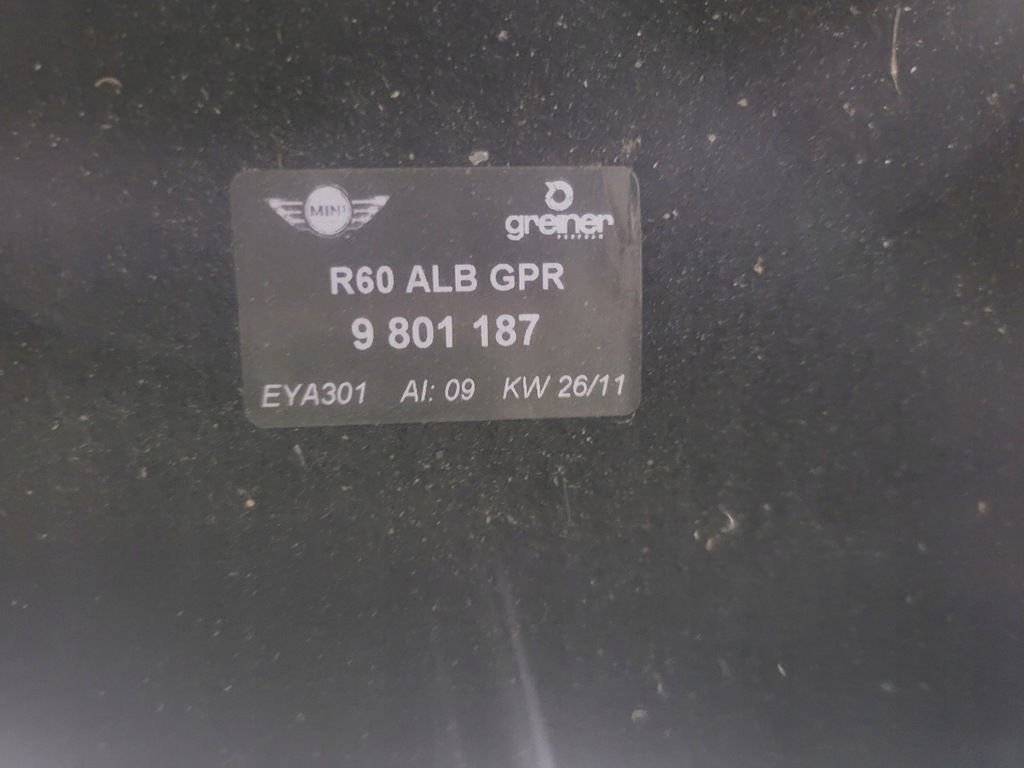 MINI
greiner
R60 ALB GPR
9 801 187
EYA301 AI: 09 KW 26/11